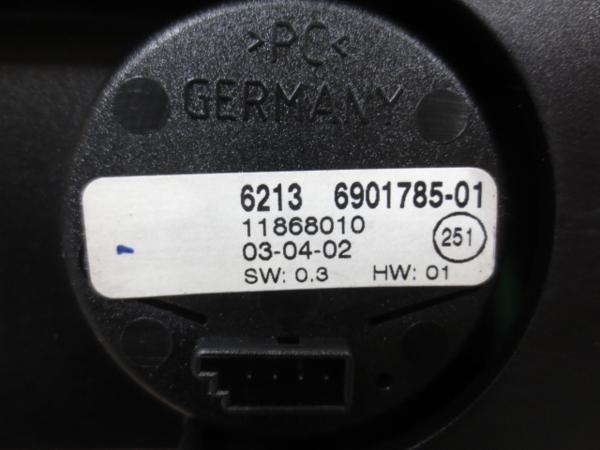 >PC<
GERMANY
6213 6901785-01
11868010
03-04-02
251
SW: 0.3 HW: 01